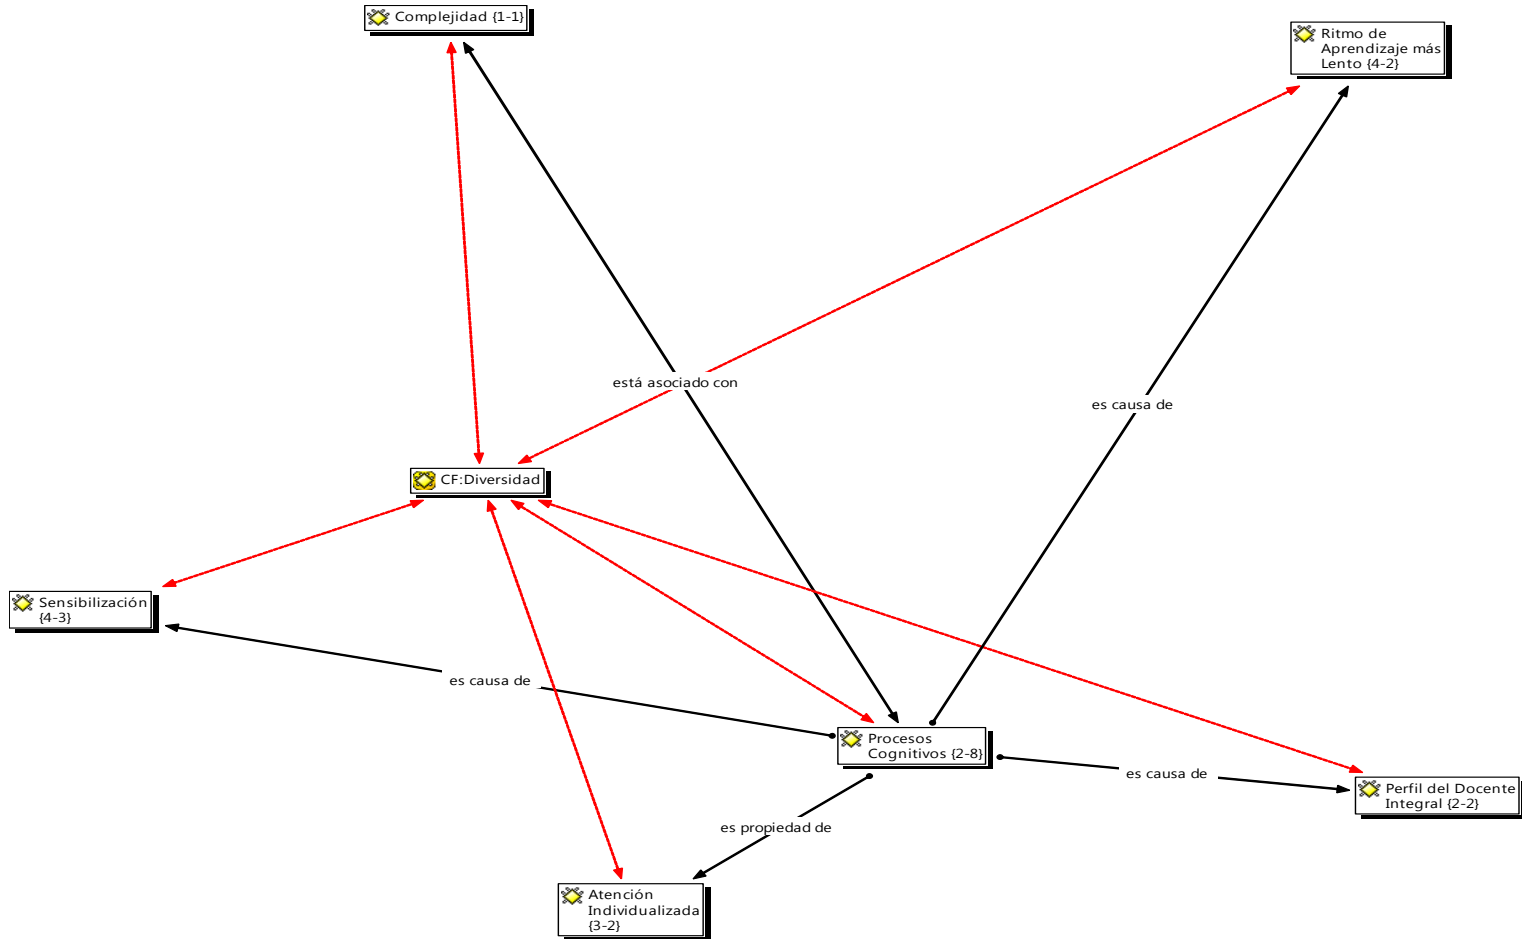 Complejidad {1-1}
Ritmo de
Aprendizaje más
Lento {4-2}
está asociado con
es causa de
CF:Diversidad
Sensibilización
{4-3}
es causa de
Procesos
Cognitivos {2-8}
es causa de
Perfil del Docente
Integral {2-2}
es propiedad de
Atención
Individualizada
{3-2}